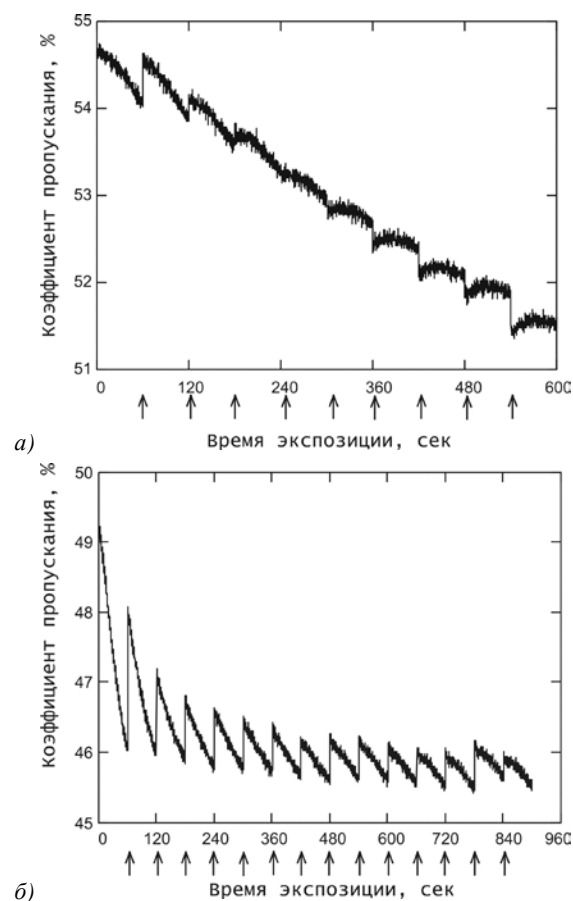 55
54
53
52
51
Коэффициент пропускания, %
0 120 240 360 480 600
Время экспозиции, сек
а)
50
49
48
47
46
45
Коэффициент пропускания, %
0 120 240 360 480 600 720 840 960
Время экспозиции, сек
б)